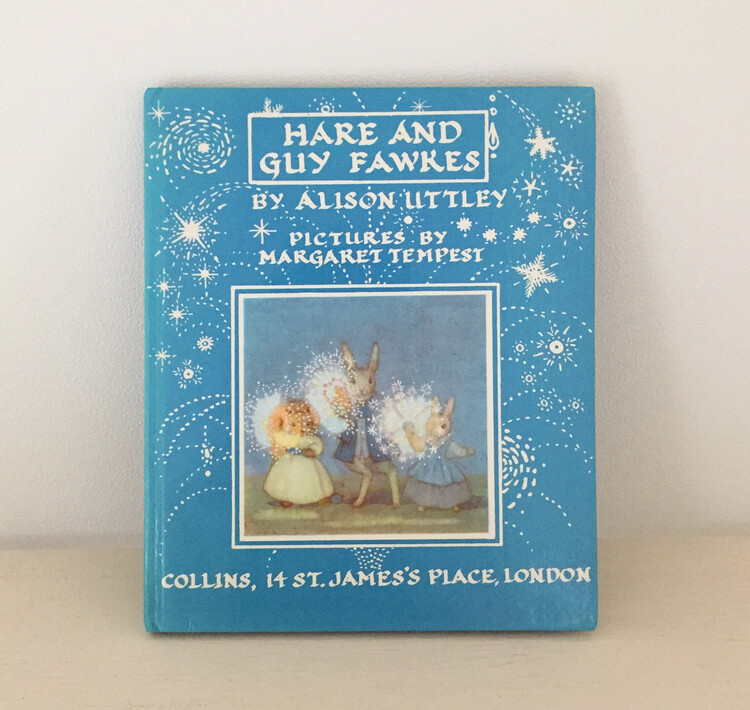 HARE AND
GUY FAWKES
BY ALISON UTTLEY
PICTURES BY
MARGARET TEMPEST
COLLINS, 14 ST. JAMES'S PLACE, LONDON